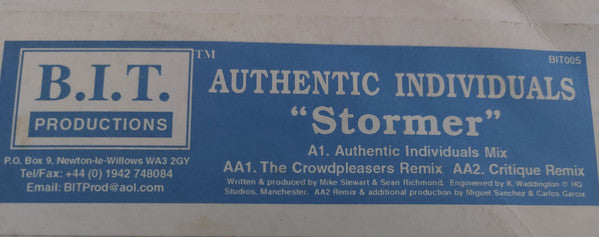 BIT005
B.I.T.™
PRODUCTIONS
P.O. Box 9, Newton-le-Willows WA3 2GY
Tel/Fax: +44 (0) 1942 748084
Email: BITProd@aol.com
AUTHENTIC INDIVIDUALS
“Stormer”
A1. Authentic Individuals Mix
AA1. The Crowdpleasers Remix AA2. Critique Remix
Written & produced by Mike Stewart & Sean Richmond. Engineered by K. Waddington @ HQ
Studios, Manchester. AA2 Remix & additional production by Miguel Sanchez & Carlos Garcia